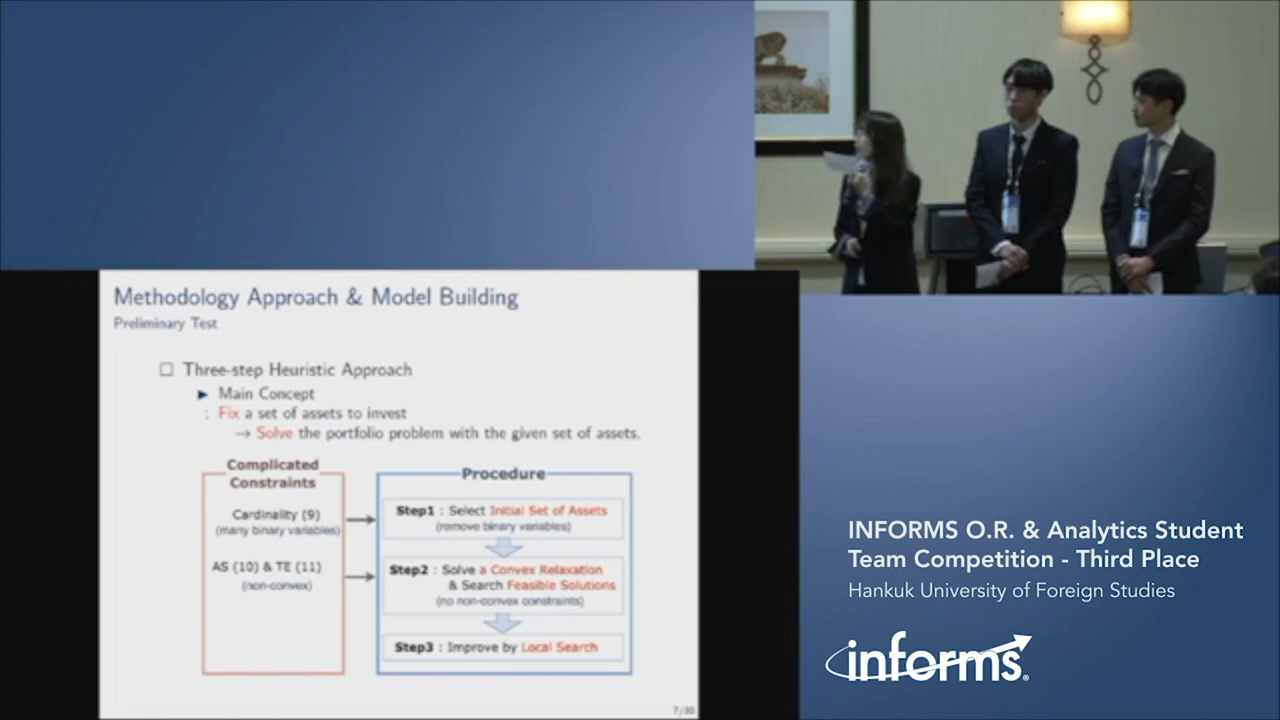 Methodology Approach & Model Building
Preliminary Test
Three-step Heuristic Approach
Main Concept
: Fix a set of assets to invest
→ Solve the portfolio problem with the given set of assets.
Complicated
Constraints
Cardinality (9)
(many binary variables)
AS (10) & TE (11)
(non-convex)
Procedure
Step1 : Select Initial Set of Assets
(remove binary variables)
Step2 : Solve a Convex Relaxation
& Search Feasible Solutions
(no non-convex constraints)
Step3 : Improve by Local Search
7/30
INFORMS O.R. & Analytics Student
Team Competition - Third Place
Hankuk University of Foreign Studies
informs®